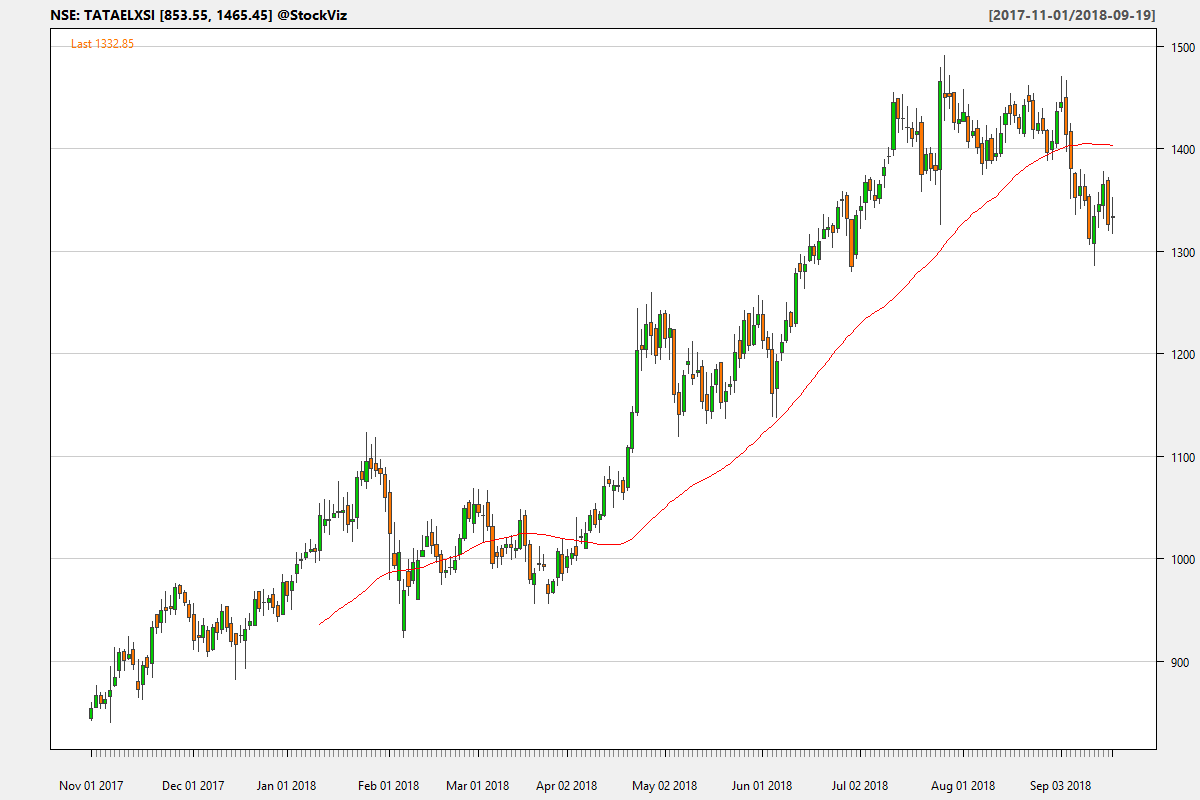 NSE: TATAELXSI [853.55, 1465.45] @StockViz
[2017-11-01/2018-09-19]
Last 1332.85
1500
1400
1300
1200
1100
1000
900
Nov 01 2017
Dec 01 2017
Jan 01 2018
Feb 01 2018
Mar 01 2018
Apr 02 2018
May 02 2018
Jun 01 2018
Jul 02 2018
Aug 01 2018
Sep 03 2018